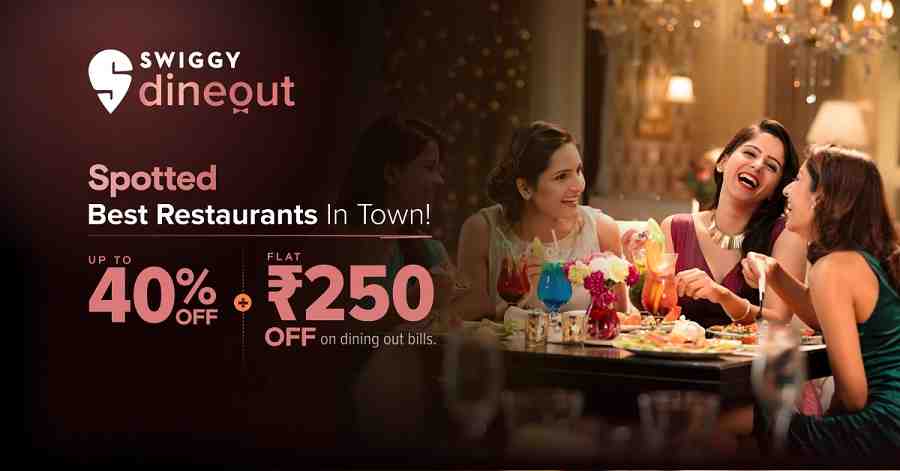 SWIGGY
dineout
Spotted
Best Restaurants In Town!
UP TO
40% OFF
+
FLAT
₹250
OFF on dining out bills.